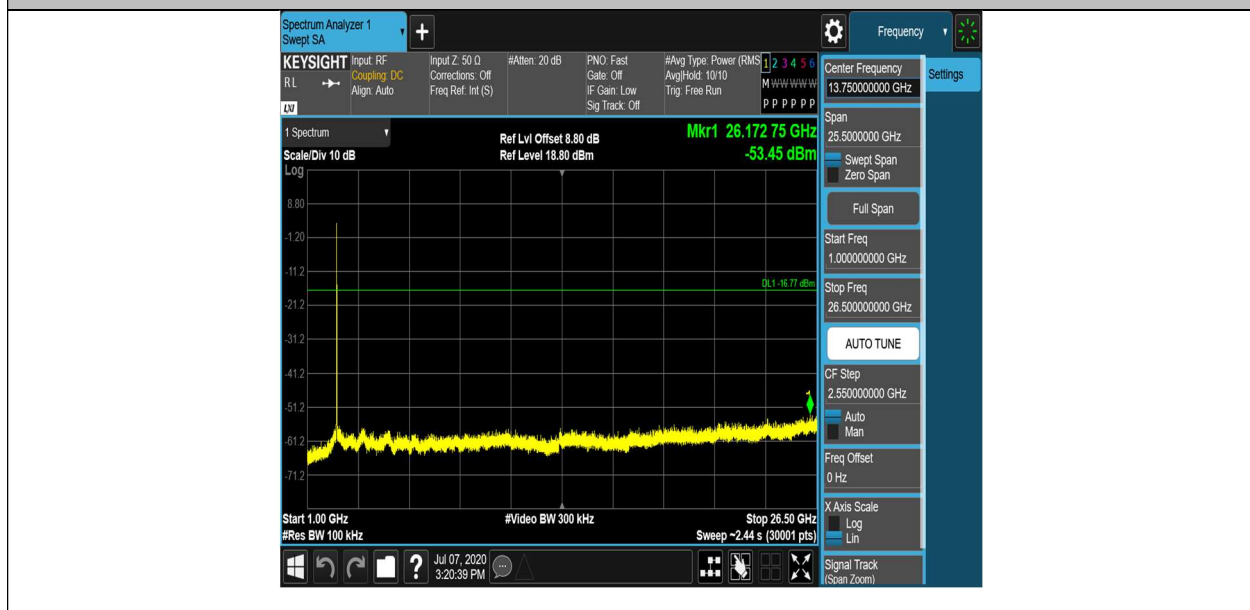 Spectrum Analyzer 1
Swept SA
+
Frequency
KEYSIGHT
RL
LXI
Input: RF
Coupling: DC
Align: Auto
Input Z: 50 Ω
Corrections: Off
Freq Ref: Int (S)
#Atten: 20 dB
PNO: Fast
Gate: Off
IF Gain: Low
Sig Track: Off
#Avg Type: Power (RMS
Avg|Hold: 10/10
Trig: Free Run
1 2 3 4 5 6
M W W W W W
P P P P P P
1 Spectrum
Scale/Div 10 dB
Ref Lvl Offset 8.80 dB
Ref Level 18.80 dBm
Mkr1 26.172 75 GHz
-53.45 dBm
Log
8.80
-1.20
-11.2
-21.2
-31.2
-41.2
-51.2
-61.2
-71.2
DL1 -16.77 dBm
1
Start 1.00 GHz
#Video BW 300 kHz
Stop 26.50 GHz
#Res BW 100 kHz
Sweep ~2.44 s (30001 pts)
?
Jul 07, 2020
3:20:39 PM
Center Frequency
13.750000000 GHz
Settings
Span
25.5000000 GHz
Swept Span
Zero Span
Full Span
Start Freq
1.000000000 GHz
Stop Freq
26.500000000 GHz
AUTO TUNE
CF Step
2.550000000 GHz
Auto
Man
Freq Offset
0 Hz
X Axis Scale
Log
Lin
Signal Track
(Span Zoom)